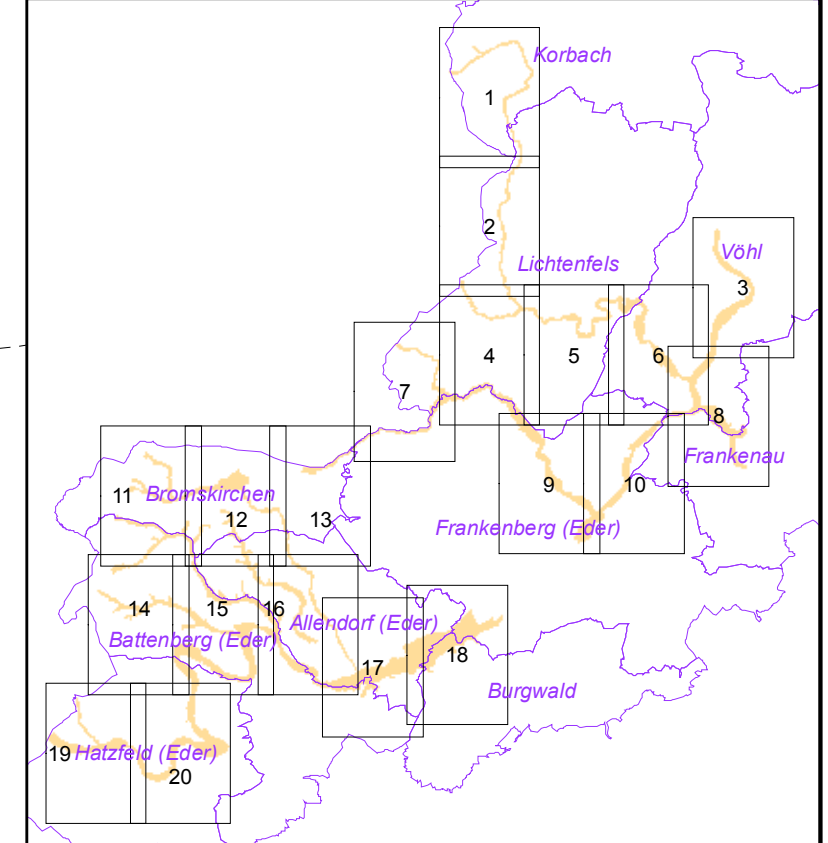 Korbach
1
2
Vöhl
Lichtenfels
3
4
5
6
7
8
Frankenau
9
10
11
Bromskirchen
12
13
Frankenberg (Eder)
14
15
16
Allendorf (Eder)
Battenberg (Eder)
17
18
Burgwald
19
Hatzfeld (Eder)
20